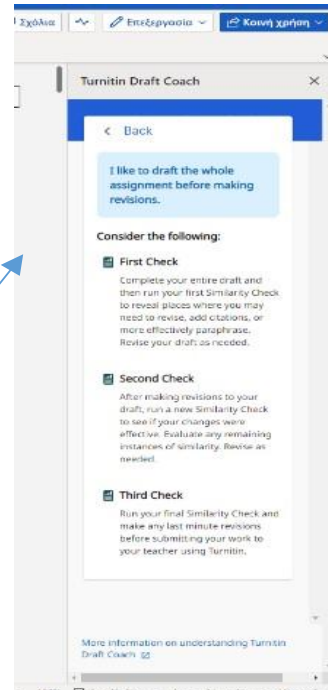 Σχόλια Επεξεργασία Κοινή χρήση
Turnitin Draft Coach
Back
I like to draft the whole
assignment before making
revisions.
Consider the following:
First Check
Complete your entire draft and
then run your first Similarity Check
to reveal places where you may
need to revise, add citations, or
more effectively paraphrase.
Revise your draft as needed.
Second Check
After making revisions to your
draft, run a new Similarity Check
to see if your changes were
effective. Evaluate any remaining
instances of similarity. Revise as
needed.
Third Check
Run your final Similarity Check and
make any last minute revisions
before submitting your work to
your teacher using Turnitin.
More information on understanding Turnitin
Draft Coach